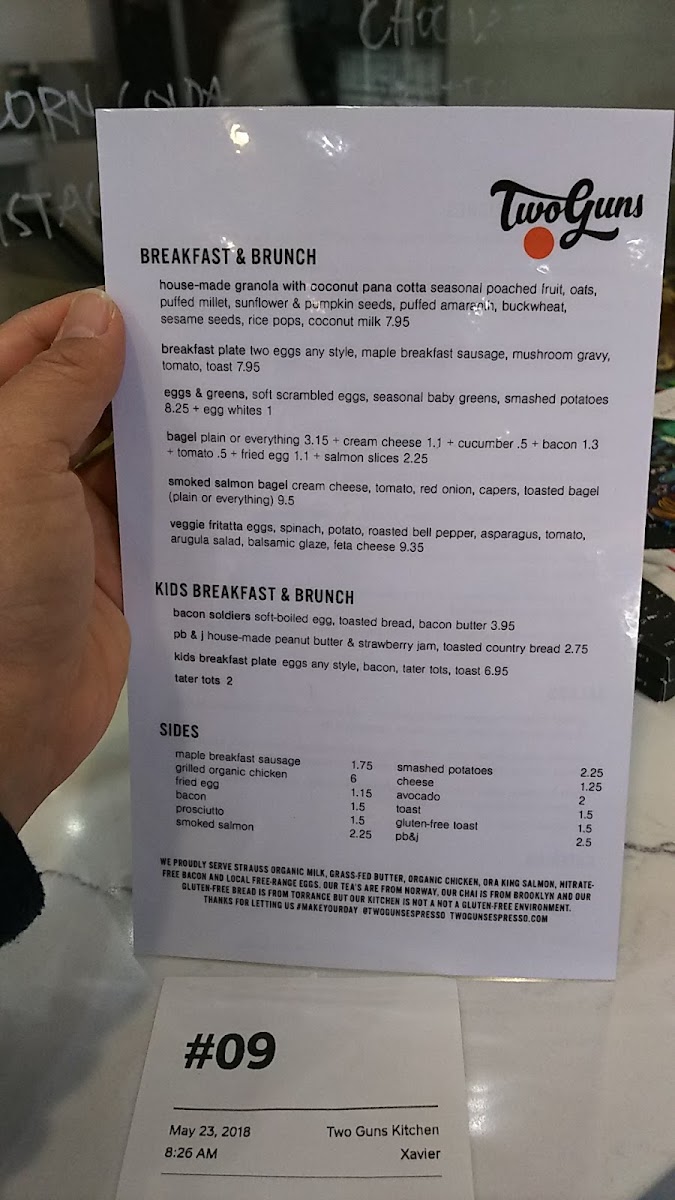 CHOC
CORN
ISTAC
TwoGuns
BREAKFAST & BRUNCH
house-made granola with coconut pana cotta seasonal poached fruit, oats,
puffed millet, sunflower & pumpkin seeds, puffed amaranth, buckwheat,
sesame seeds, rice pops, coconut milk 7.95
breakfast plate two eggs any style, maple breakfast sausage, mushroom gravy,
tomato, toast 7.95
eggs & greens, soft scrambled eggs, seasonal baby greens, smashed potatoes
8.25 + egg whites 1
bagel plain or everything 3.15 + cream cheese 1.1 + cucumber .5 + bacon 1.3
+ tomato .5 + fried egg 1.1 + salmon slices 2.25
smoked salmon bagel cream cheese, tomato, red onion, capers, toasted bagel
(plain or everything) 9.5
veggie fritatta eggs, spinach, potato, roasted bell pepper, asparagus, tomato,
arugula salad, balsamic glaze, feta cheese 9.35
KIDS BREAKFAST & BRUNCH
bacon soldiers soft-boiled egg, toasted bread, bacon butter 3.95
pb & j house-made peanut butter & strawberry jam, toasted country bread 2.75
kids breakfast plate eggs any style, bacon, tater tots, toast 6.95
tater tots 2
SIDES
maple breakfast sausage 1.75
grilled organic chicken 6
fried egg 1.15
bacon 1.5
prosciutto 1.5
smoked salmon 2.25
smashed potatoes 2.25
cheese 1.25
avocado 2
toast 1.5
gluten-free toast 1.5
pb&j 2.5
WE PROUDLY SERVE STRAUSS ORGANIC MILK, GRASS-FED BUTTER, ORGANIC CHICKEN, ORA KING SALMON, NITRATE-
FREE BACON AND LOCAL FREE-RANGE EGGS. OUR TEA'S ARE FROM NORWAY, OUR CHAI IS FROM BROOKLYN AND OUR
GLUTEN-FREE BREAD IS FROM TORRANCE BUT OUR KITCHEN IS NOT A NOT A GLUTEN-FREE ENVIRONMENT.
THANKS FOR LETTING US #MAKEYOURDAY @TWOGUNSESPRESSO TWOGUNSESPRESSO.COM
#09
May 23, 2018 Two Guns Kitchen
8:26 AM Xavier